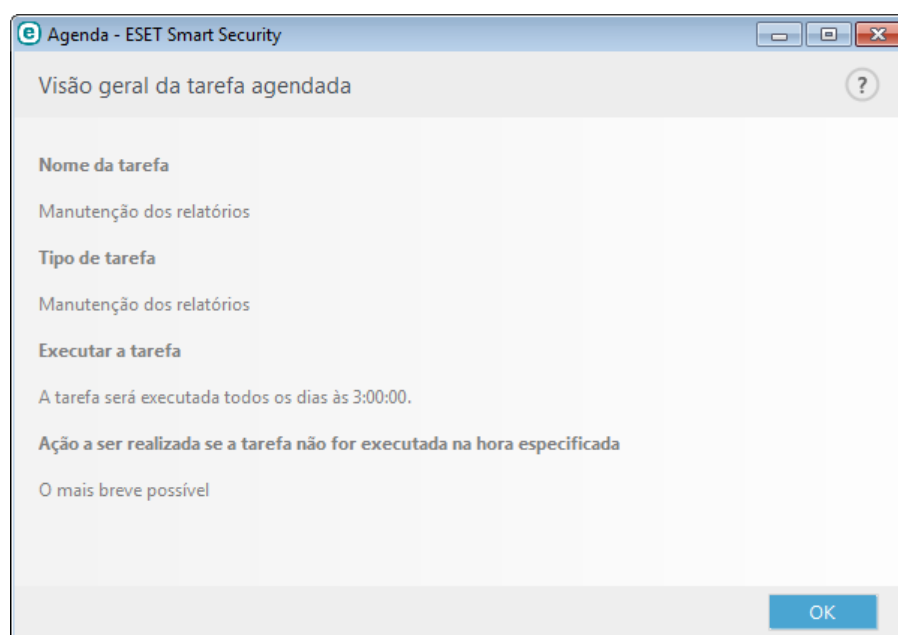 Agenda - ESET Smart Security
Visão geral da tarefa agendada
?
Nome da tarefa
Manutenção dos relatórios
Tipo de tarefa
Manutenção dos relatórios
Executar a tarefa
A tarefa será executada todos os dias às 3:00:00.
Ação a ser realizada se a tarefa não for executada na hora especificada
O mais breve possível
OK